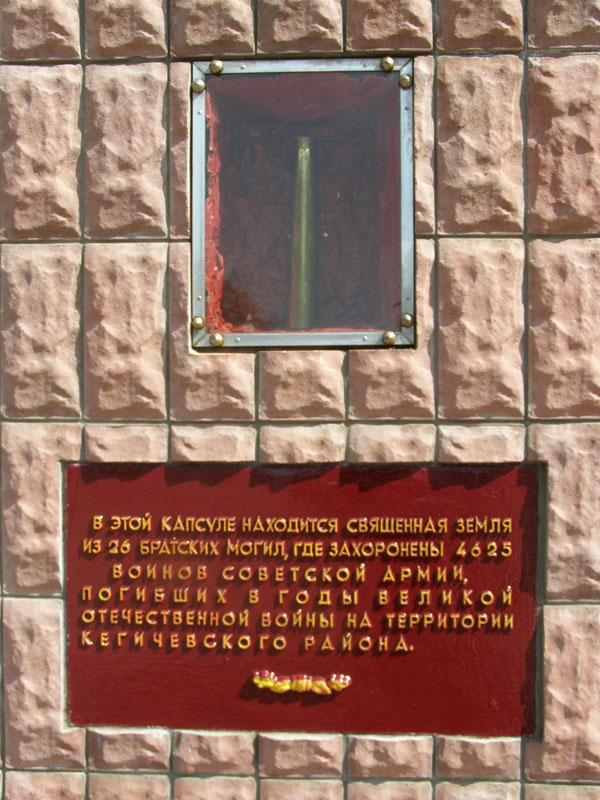 В ЭТОЙ КАПСУЛЕ НАХОДИТСЯ СВЯЩЕННАЯ ЗЕМЛЯ
ИЗ 26 БРАТСКИХ МОГИЛ, ГДЕ ЗАХОРОНЕНЫ 4625
ВОИНОВ СОВЕТСКОЙ АРМИИ,
ПОГИБШИХ В ГОДЫ ВЕЛИКОЙ
ОТЕЧЕСТВЕННОЙ ВОЙНЫ НА ТЕРРИТОРИИ
КЕГИЧЕВСКОГО РАЙОНА.